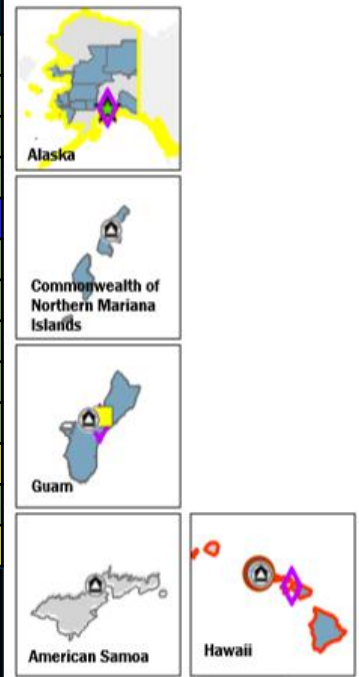 Alaska
Commonwealth of
Northern Mariana
Islands
Guam
American Samoa
Hawaii